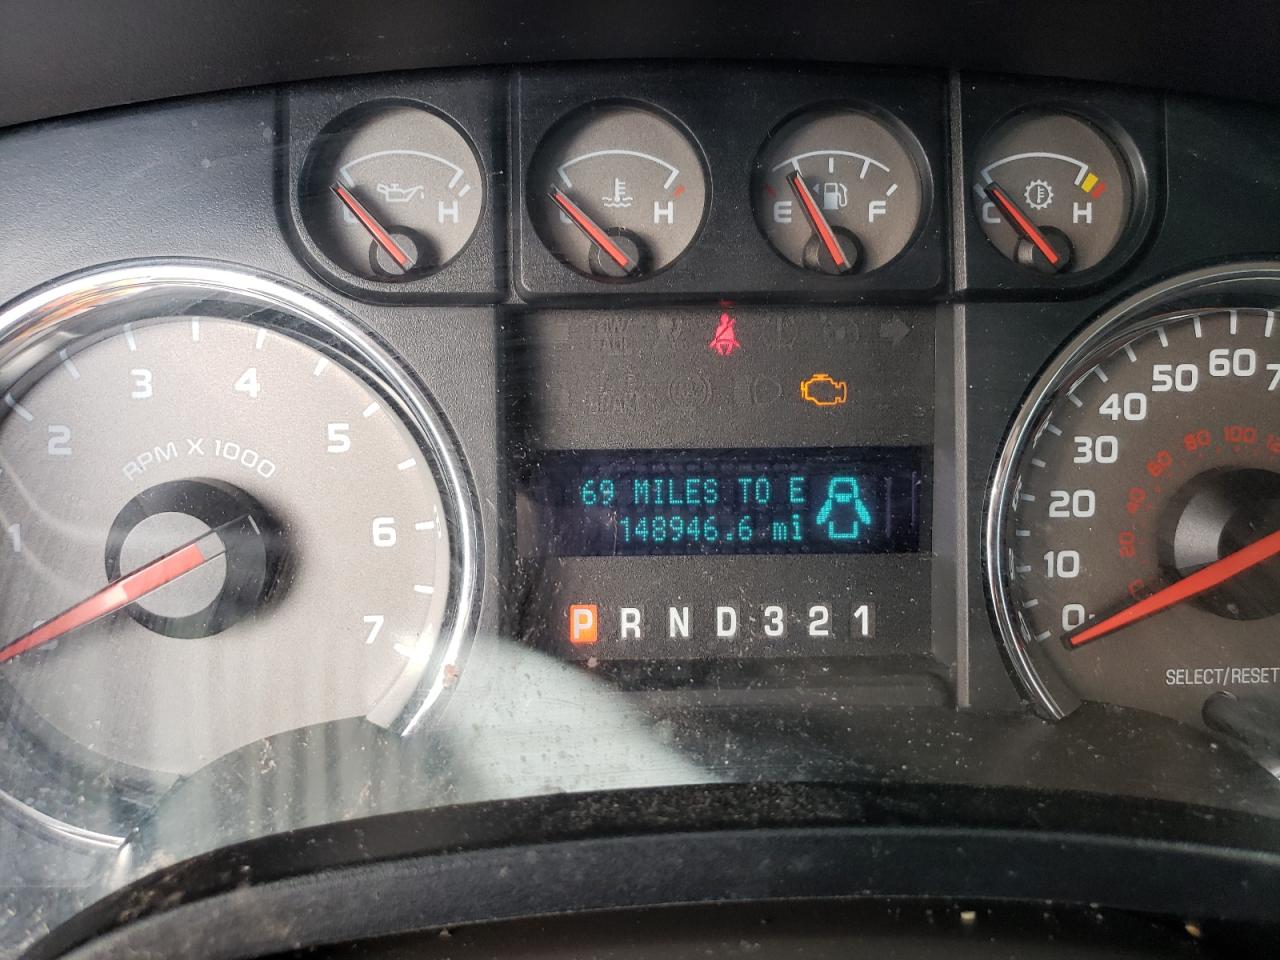 H
H
E F
C H
1 2 3 4 5 6 7
RPM X 1000
69 MILES TO E
148946.6 mi
P R N D 3 2 1
0 10 20 30 40 50 60
20 40 60 80 100
SELECT/RESET